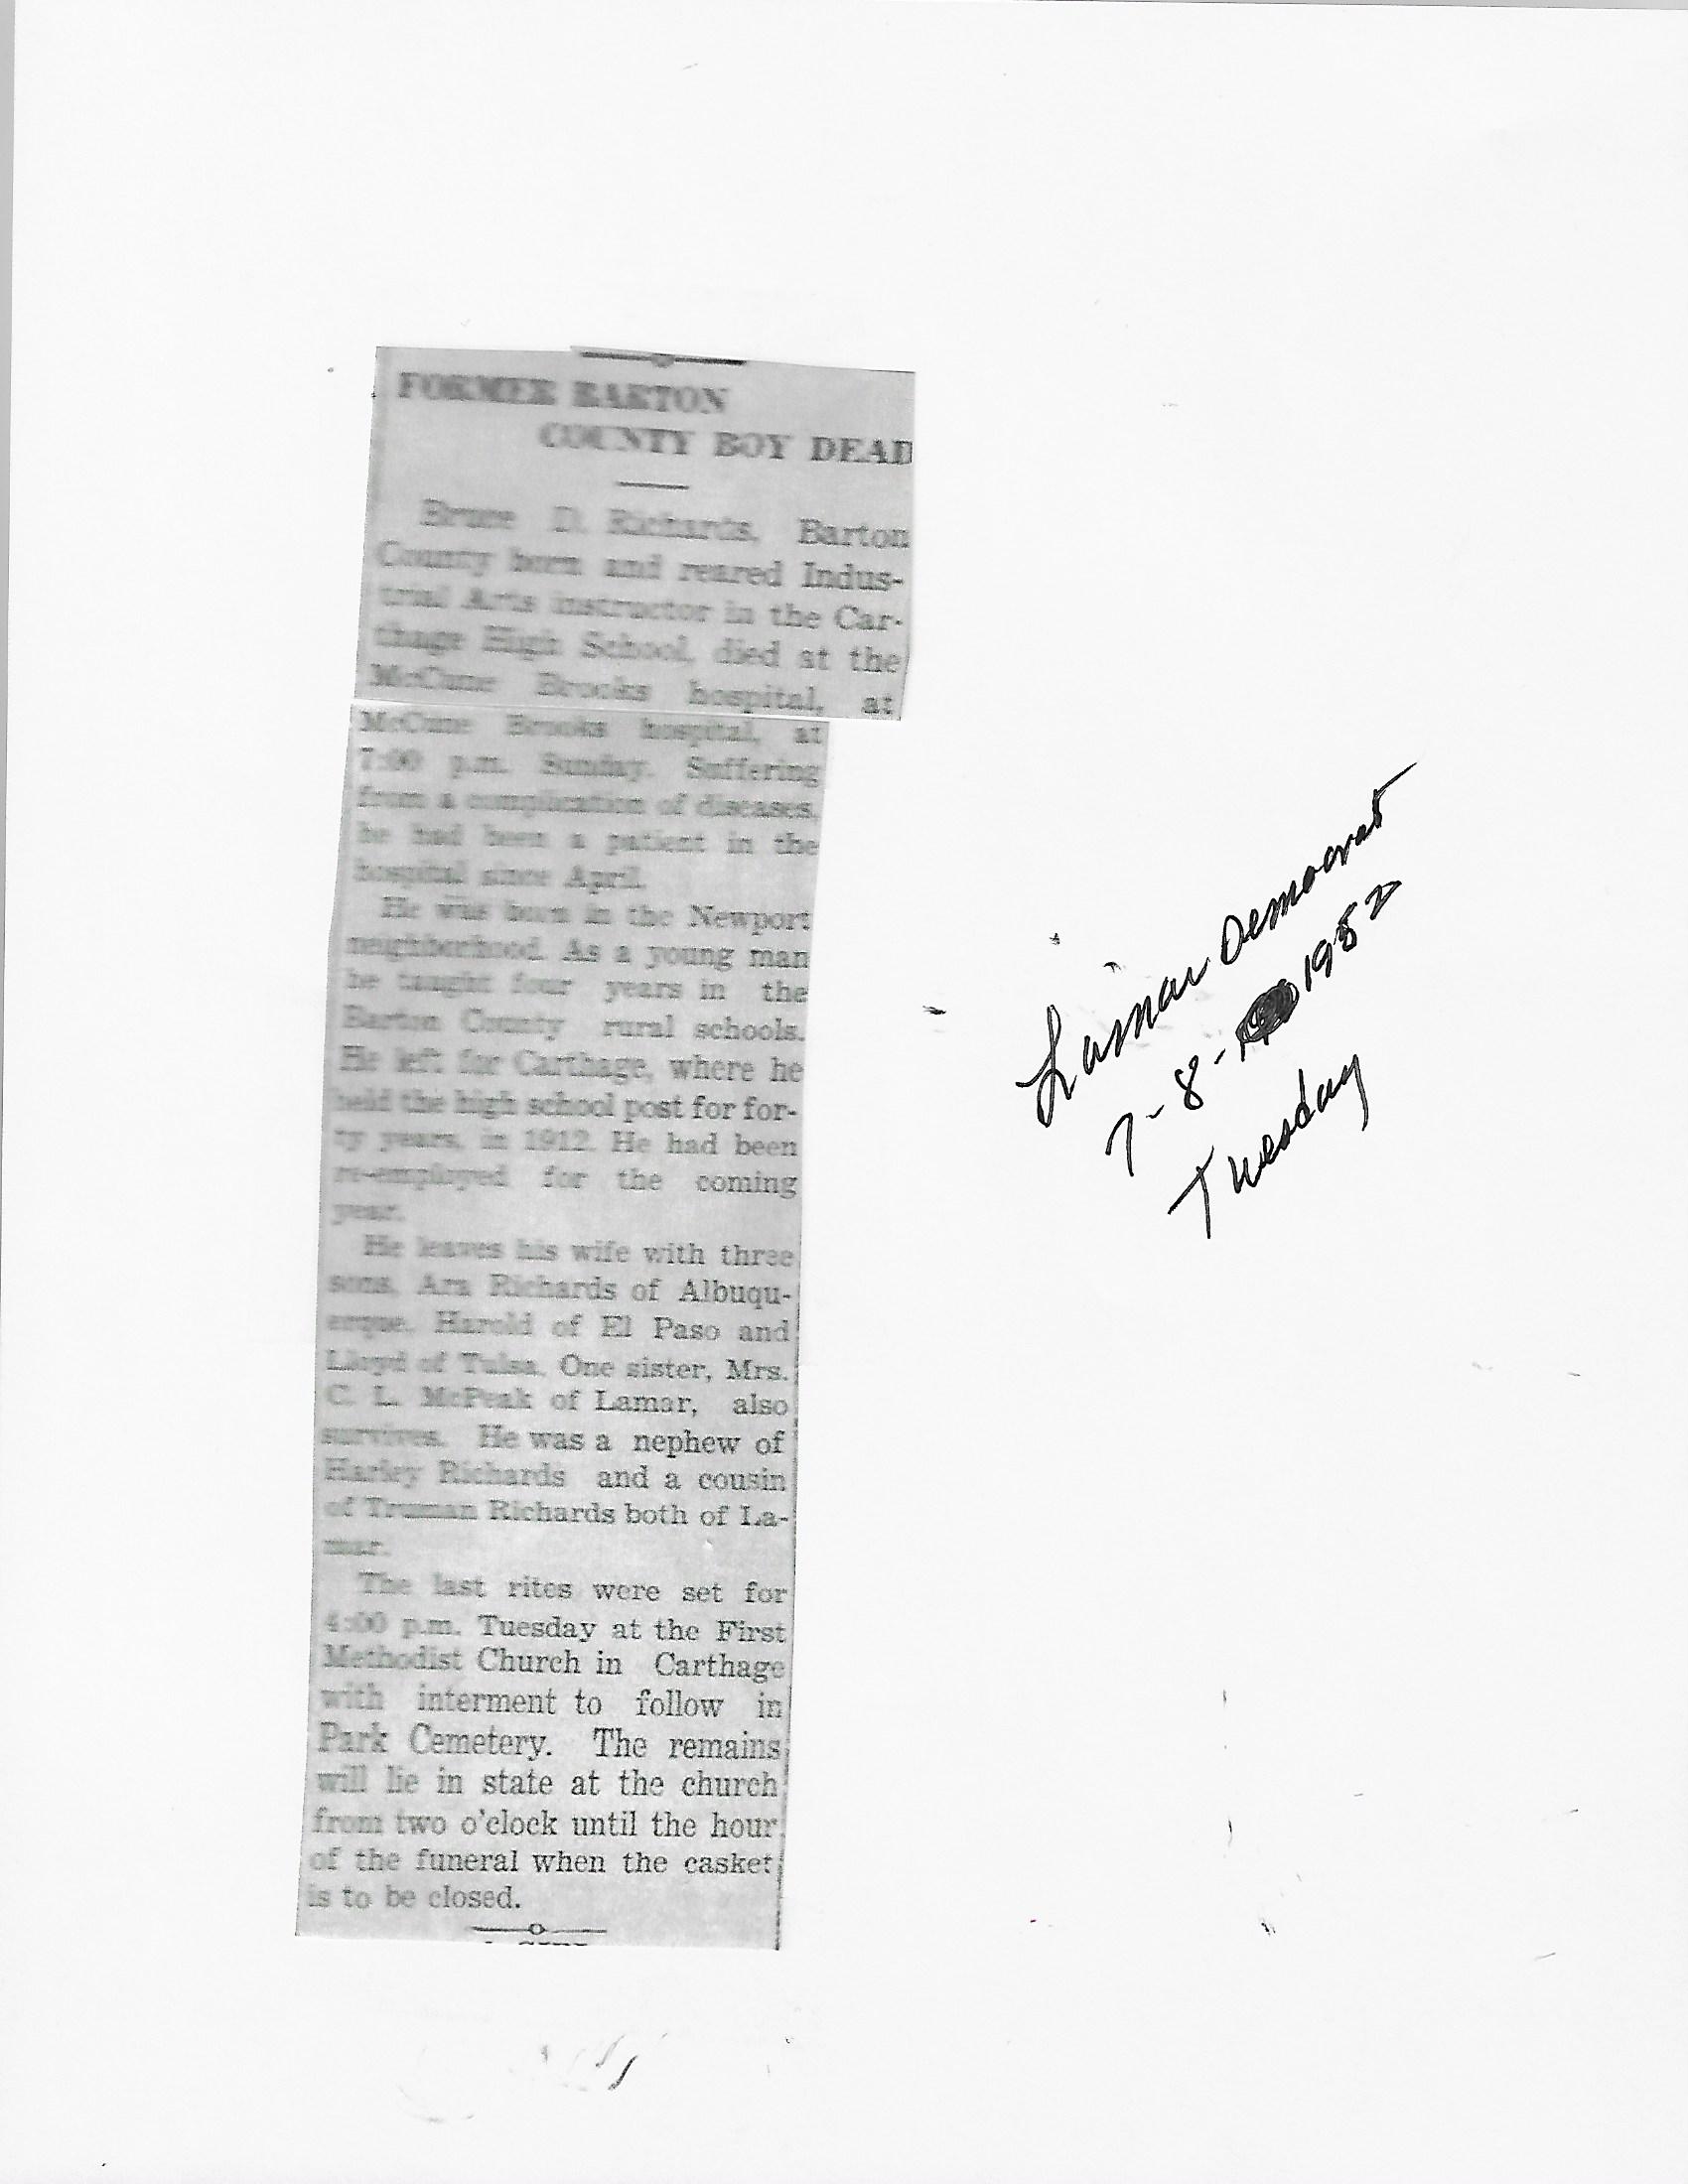 FORMER BARTON
COUNTY BOY DEAD
Bruce D. Richards, Barton
County born and reared Indus-
trial Arts instructor in the Car-
thage High School, died at the
McCune Brooks hospital, at
McCune Brooks hospital, at
7:00 p.m. Sunday. Suffering
from a complication of diseases,
he had been a patient in the
hospital since April.
He was born in the Newport
neighborhood. As a young man
he taught four years in the
Barton County rural schools.
He left for Carthage, where he
held the high school post for for-
ty years, in 1912. He had been
re-employed for the coming
year.
He leaves his wife with three
sons, Ara Richards of Albuqu-
erque, Harold of El Paso and
Lloyd of Tulsa. One sister, Mrs.
C. L. McPeak of Lamar, also
survives. He was a nephew of
Harley Richards and a cousin
of Truman Richards both of La-
mar.
The last rites were set for
4:00 p.m. Tuesday at the First
Methodist Church in Carthage
with interment to follow in
Park Cemetery. The remains
will lie in state at the church
from two o'clock until the hour
of the funeral when the casket
is to be closed.
Lamar Democrat
7-8-1952
Tuesday